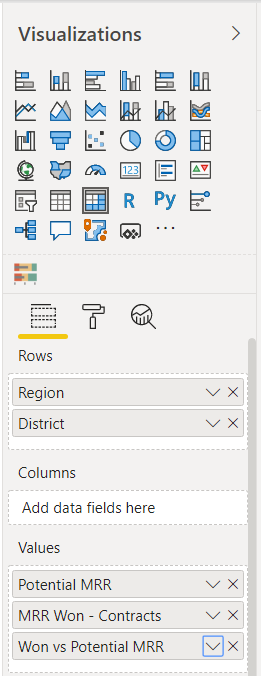 Visualizations
123
R
Py
Rows
Region
District
Columns
Add data fields here
Values
Potential MRR
MRR Won - Contracts
Won vs Potential MRR